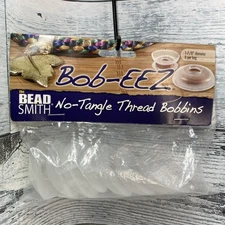 Bob-EEZ
THE
BEAD
SMITH
No-Tangle Thread Bobbins